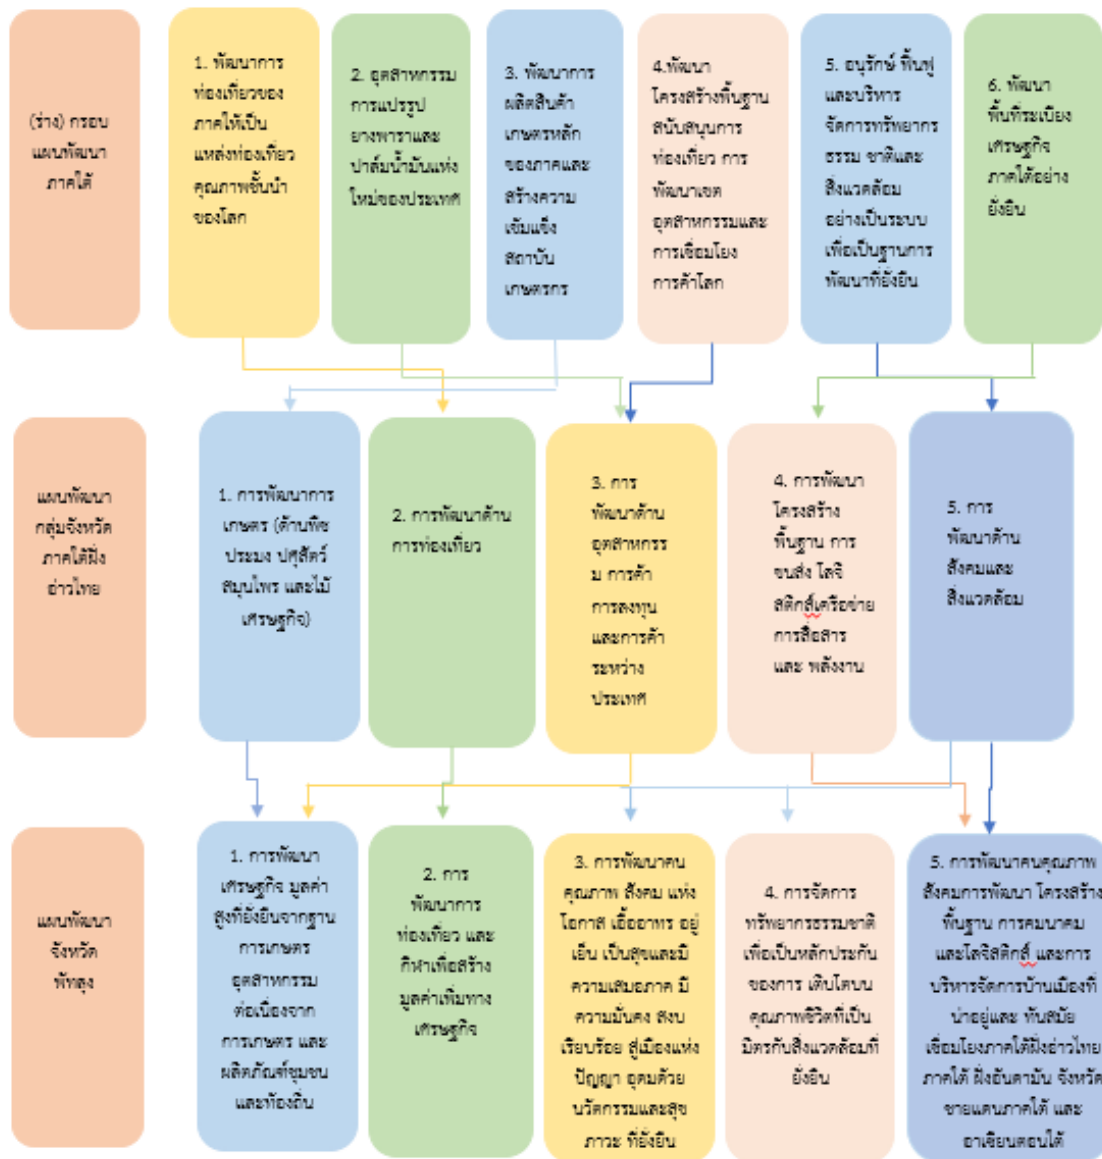 (ร่าง) กรอบ
แผนพัฒนา
ภาคใต้
1. พัฒนาการ
ท่องเที่ยวของ
ภาคให้เป็น
แหล่งท่องเที่ยว
คุณภาพชั้นนำ
ของโลก
2. อุตสาหกรรม
การแปรรูป
ยางพาราและ
ปาล์มน้ำมันแห่ง
ใหม่ของประเทศ
3. พัฒนาการ
ผลิตสินค้า
เกษตรหลัก
ของภาคและ
สร้างความ
เข้มแข็ง
สถาบัน
เกษตรกร
4.พัฒนา
โครงสร้างพื้นฐาน
สนับสนุนการ
ท่องเที่ยว การ
พัฒนาเขต
อุตสาหกรรมและ
การเชื่อมโยง
การค้าโลก
5. อนุรักษ์ ฟื้นฟู
และบริหาร
จัดการทรัพยากร
ธรรม ชาติและ
สิ่งแวดล้อม
อย่างเป็นระบบ
เพื่อเป็นฐานการ
พัฒนาที่ยั่งยืน
6. พัฒนา
พื้นที่ระเบียง
เศรษฐกิจ
ภาคใต้อย่าง
ยั่งยืน
แผนพัฒนา
กลุ่มจังหวัด
ภาคใต้ฝั่ง
อ่าวไทย
1. การพัฒนาการ
เกษตร (ด้านพืช
ประมง ปศุสัตว์
สมุนไพร และไม้
เศรษฐกิจ)
2. การพัฒนาด้าน
การท่องเที่ยว
3. การ
พัฒนาด้าน
อุตสาหกรร
ม การค้า
การลงทุน
และการค้า
ระหว่าง
ประเทศ
4. การพัฒนา
โครงสร้าง
พื้นฐาน การ
ขนส่ง โลจิ
สติกส์เครือข่าย
การสื่อสาร
และ พลังงาน
5. การ
พัฒนาด้าน
สังคมและ
สิ่งแวดล้อม
แผนพัฒนา
จังหวัด
พัทลุง
1. การพัฒนา
เศรษฐกิจ มูลค่า
สูงที่ยั่งยืนจากฐาน
การเกษตร
อุตสาหกรรม
ต่อเนื่องจาก
การเกษตร และ
ผลิตภัณฑ์ชุมชน
และท้องถิ่น
2. การ
พัฒนาการ
ท่องเที่ยว และ
กีฬาเพื่อสร้าง
มูลค่าเพิ่มทาง
เศรษฐกิจ
3. การพัฒนาคน
คุณภาพ สังคม แห่ง
โอกาส เอื้ออาทร อยู่
เย็น เป็นสุขและมี
ความเสมอภาค มี
ความมั่นคง สงบ
เรียบร้อย สู่เมืองแห่ง
ปัญญา อุดมด้วย
นวัตกรรมและสุข
ภาวะ ที่ยั่งยืน
4. การจัดการ
ทรัพยากรธรรมชาติ
เพื่อเป็นหลักประกัน
ของการ เติบโตบน
คุณภาพชีวิตที่เป็น
มิตรกับสิ่งแวดล้อมที่
ยั่งยืน
5. การพัฒนาคนคุณภาพ
สังคมการพัฒนา โครงสร้าง
พื้นฐาน การคมนาคม
และโลจิสติกส์ และการ
บริหารจัดการบ้านเมืองที่
น่าอยู่และ ทันสมัย
เชื่อมโยงภาคใต้ฝั่งอ่าวไทย
ภาคใต้ ฝั่งอันดามัน จังหวัด
ชายแดนภาคใต้ และ
อาเซียนตอนใต้